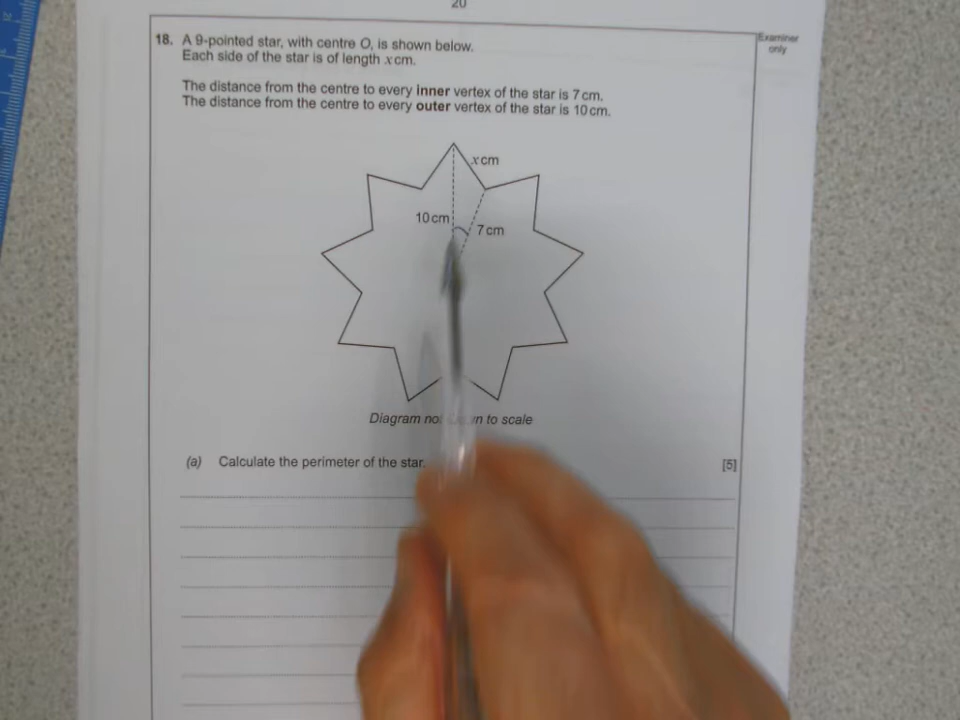 20
Examiner
only
18. A 9-pointed star, with centre O, is shown below.
Each side of the star is of length x cm.
The distance from the centre to every inner vertex of the star is 7 cm.
The distance from the centre to every outer vertex of the star is 10 cm.
x cm
10 cm
7 cm
Diagram not to scale
(a) Calculate the perimeter of the star. [5]